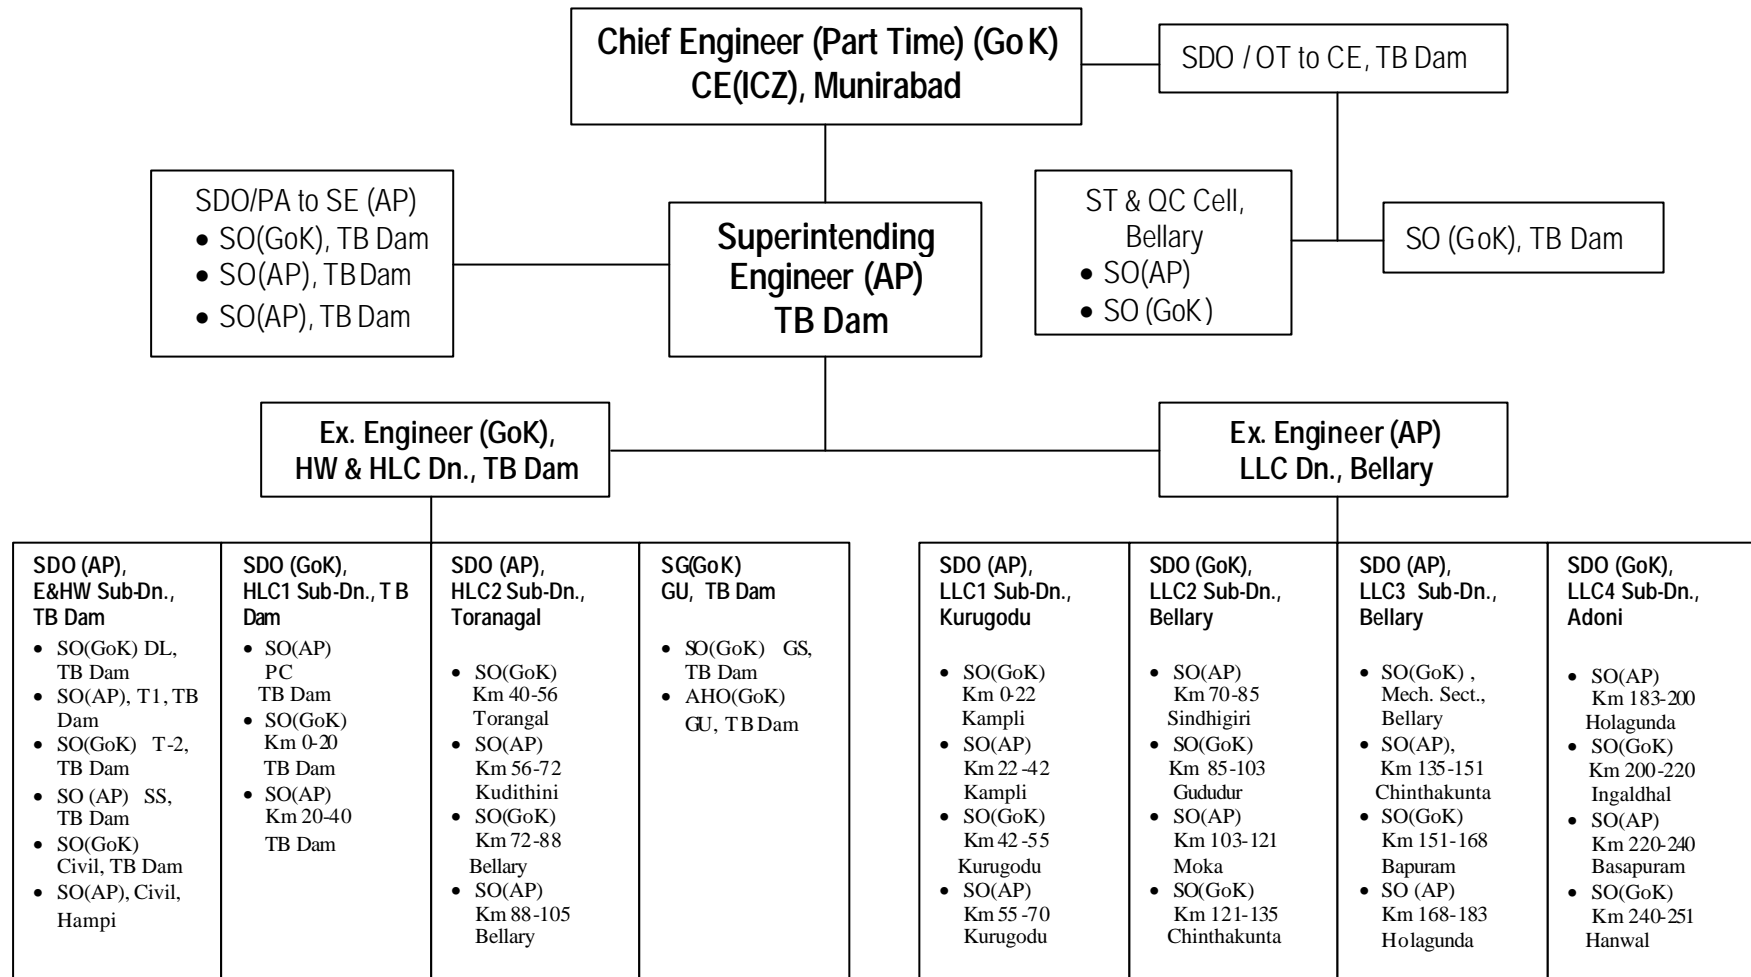 Chief Engineer (Part Time) (GoK)
CE(ICZ), Munirabad
SDO / OT to CE, TB Dam
SDO/PA to SE (AP)
• SO(GoK), TB Dam
• SO(AP), TB Dam
• SO(AP), TB Dam
Superintending
Engineer (AP)
TB Dam
ST & QC Cell,
Bellary
• SO(AP)
• SO (GoK)
SO (GoK), TB Dam
Ex. Engineer (GoK),
HW & HLC Dn., TB Dam
Ex. Engineer (AP)
LLC Dn., Bellary
SDO (AP),
E&HW Sub-Dn.,
TB Dam
• SO(GoK) DL,
TB Dam
• SO(AP), T1, TB
Dam
• SO(GoK) T-2,
TB Dam
• SO (AP) SS,
TB Dam
• SO(GoK)
Civil, TB Dam
• SO(AP), Civil,
Hampi
SDO (GoK),
HLC1 Sub-Dn., T B
Dam
• SO(AP)
PC
TB Dam
• SO(GoK)
Km 0-20
TB Dam
• SO(AP)
Km 20-40
TB Dam
SDO (AP),
HLC2 Sub-Dn.,
Toranagal
• SO(GoK)
Km 40-56
Torangal
• SO(AP)
Km 56-72
Kudithini
• SO(GoK)
Km 72-88
Bellary
• SO(AP)
Km 88-105
Bellary
SG(GoK)
GU, TB Dam
• SO(GoK) GS,
TB Dam
• AHO(GoK)
GU, TB Dam
SDO (AP),
LLC1 Sub-Dn.,
Kurugodu
• SO(GoK)
Km 0-22
Kampli
• SO(AP)
Km 22-42
Kampli
• SO(GoK)
Km 42-55
Kurugodu
• SO(AP)
Km 55-70
Kurugodu
SDO (GoK),
LLC2 Sub-Dn.,
Bellary
• SO(AP)
Km 70-85
Sindhigiri
• SO(GoK)
Km 85-103
Gududur
• SO(AP)
Km 103-121
Moka
• SO(GoK)
Km 121-135
Chinthakunta
SDO (AP),
LLC3 Sub-Dn.,
Bellary
• SO(GoK) ,
Mech. Sect.,
Bellary
• SO(AP),
Km 135-151
Chinthakunta
• SO(GoK)
Km 151-168
Bapuram
• SO (AP)
Km 168-183
Holagunda
SDO (GoK),
LLC4 Sub-Dn.,
Adoni
• SO(AP)
Km 183-200
Holagunda
• SO(GoK)
Km 200-220
Ingaldhal
• SO(AP)
Km 220-240
Basapuram
• SO(GoK)
Km 240-251
Hanwal